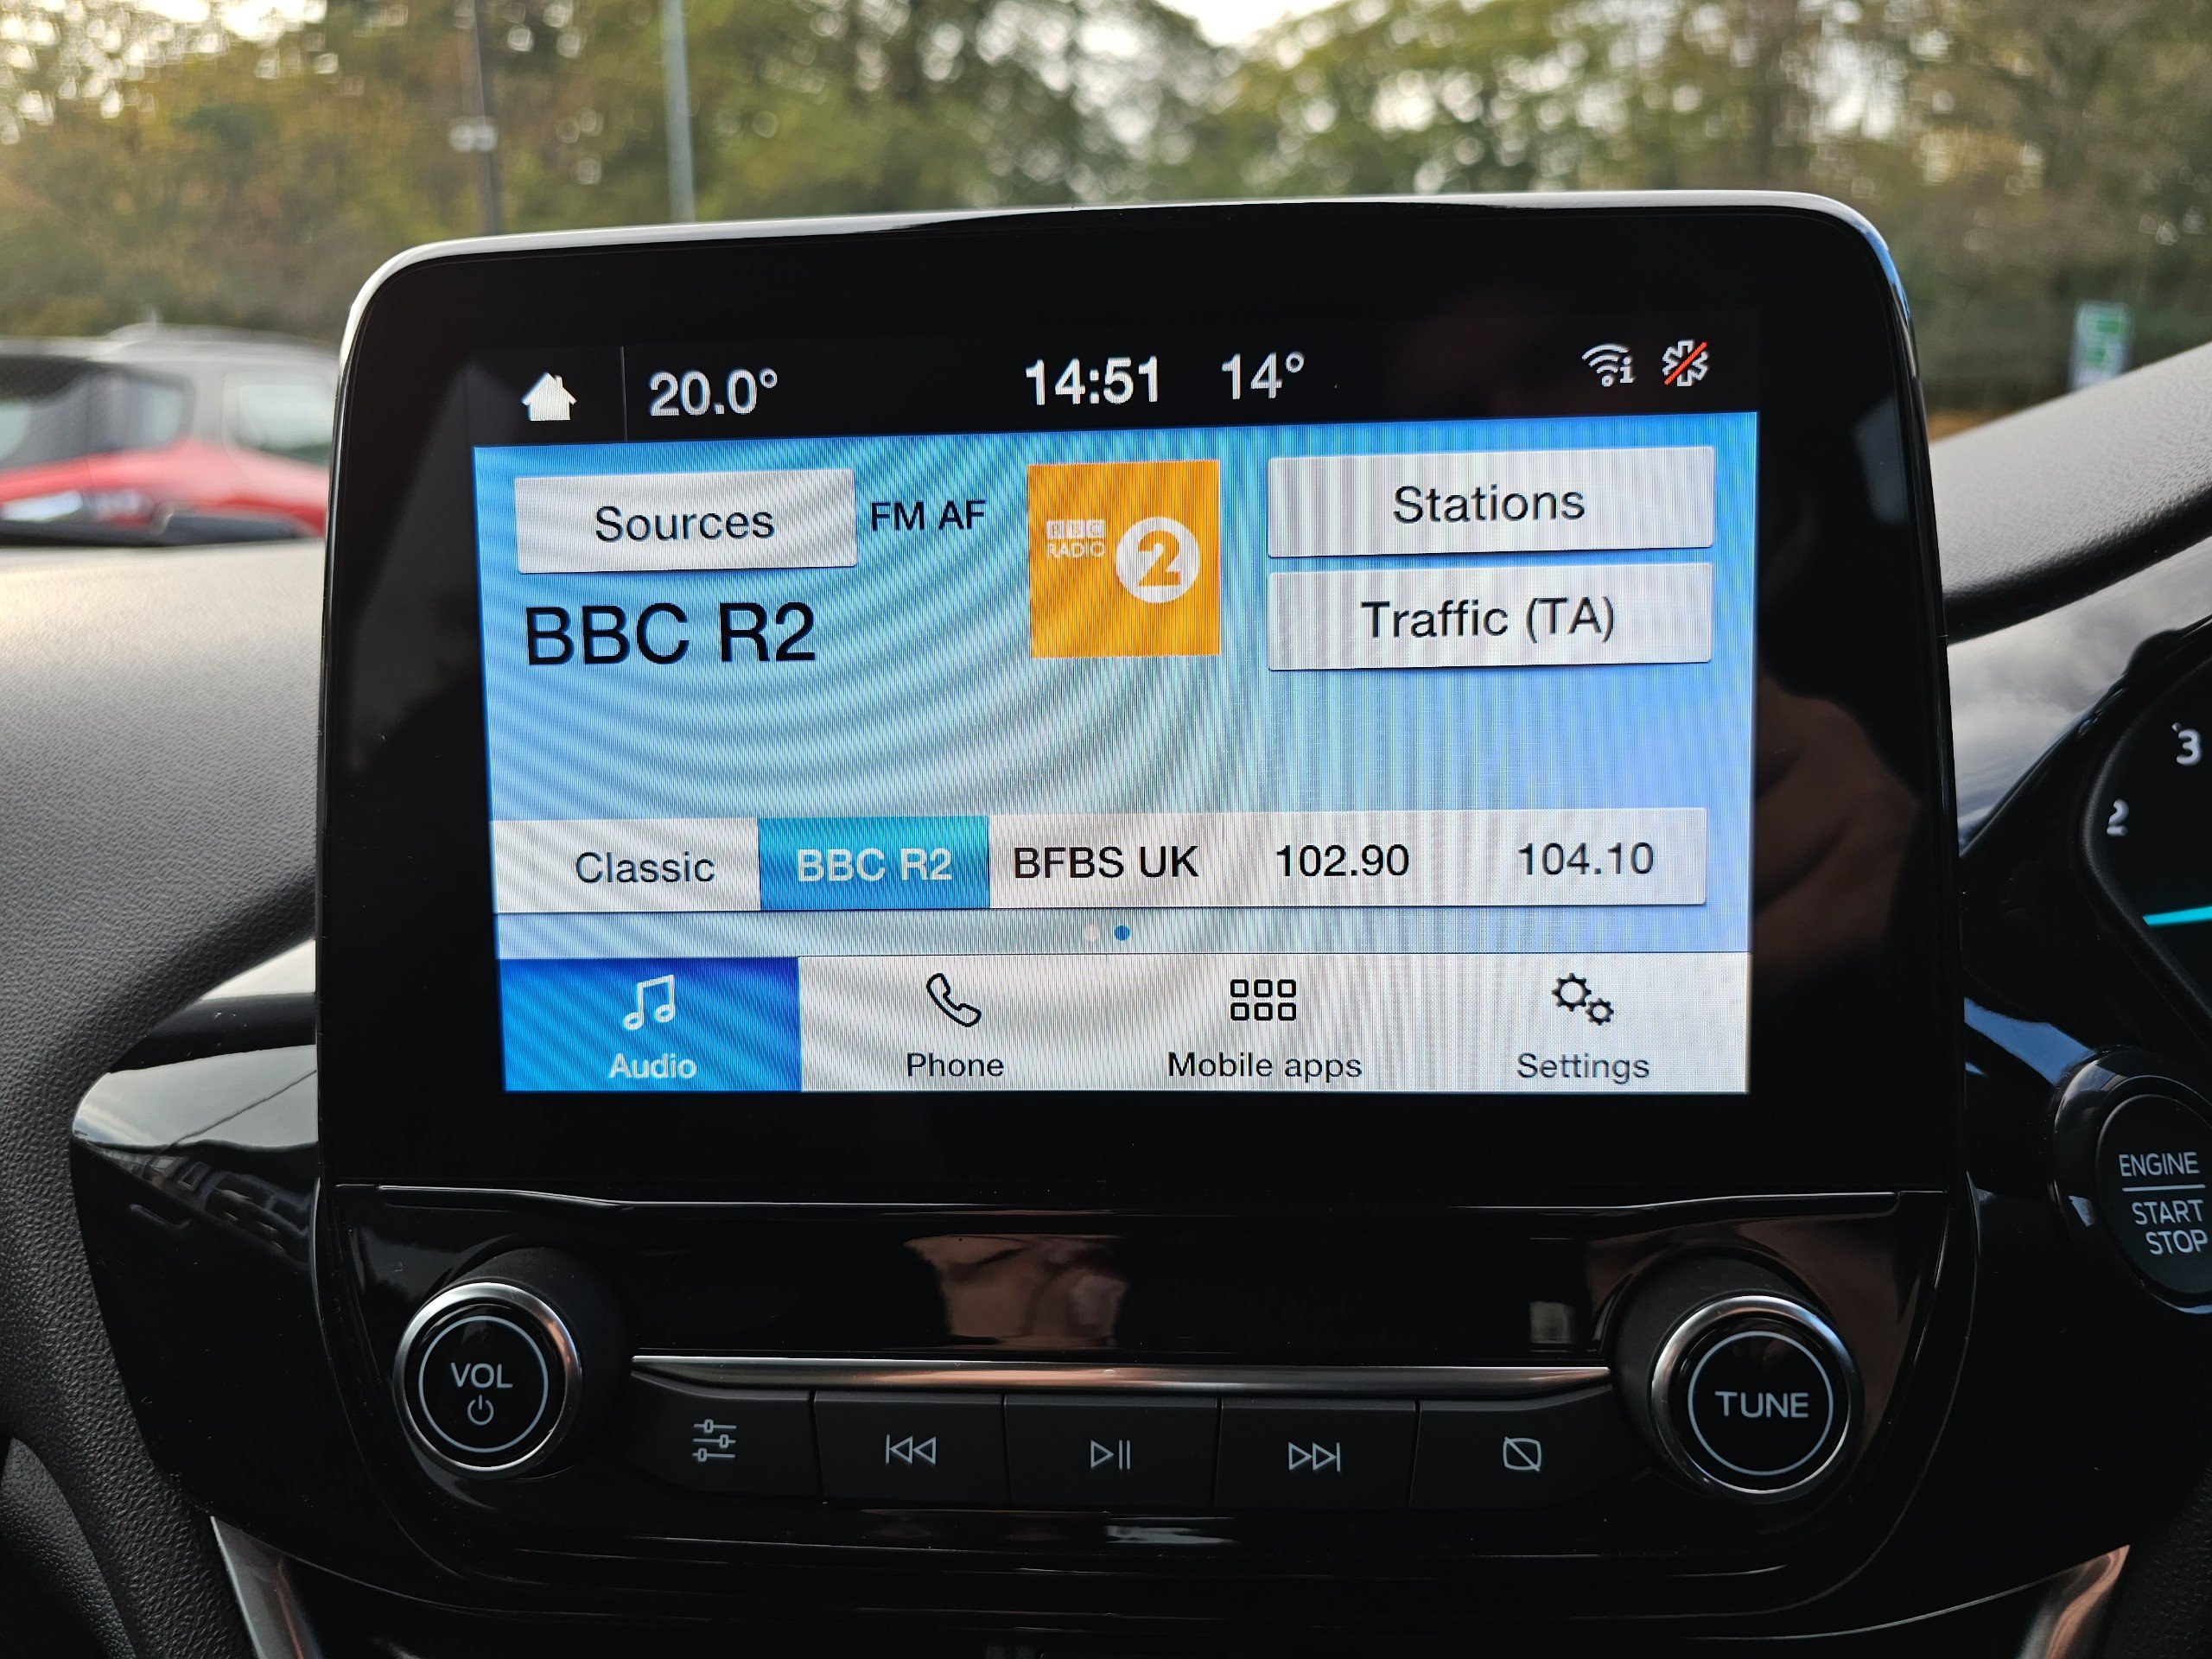 20.0° 14:51 14°
Sources FM AF
BBC RADIO 2
Stations
Traffic (TA)
BBC R2
Classic BBC R2 BFBS UK 102.90 104.10
Audio Phone Mobile apps Settings
3
2
ENGINE
START
STOP
VOL
TUNE